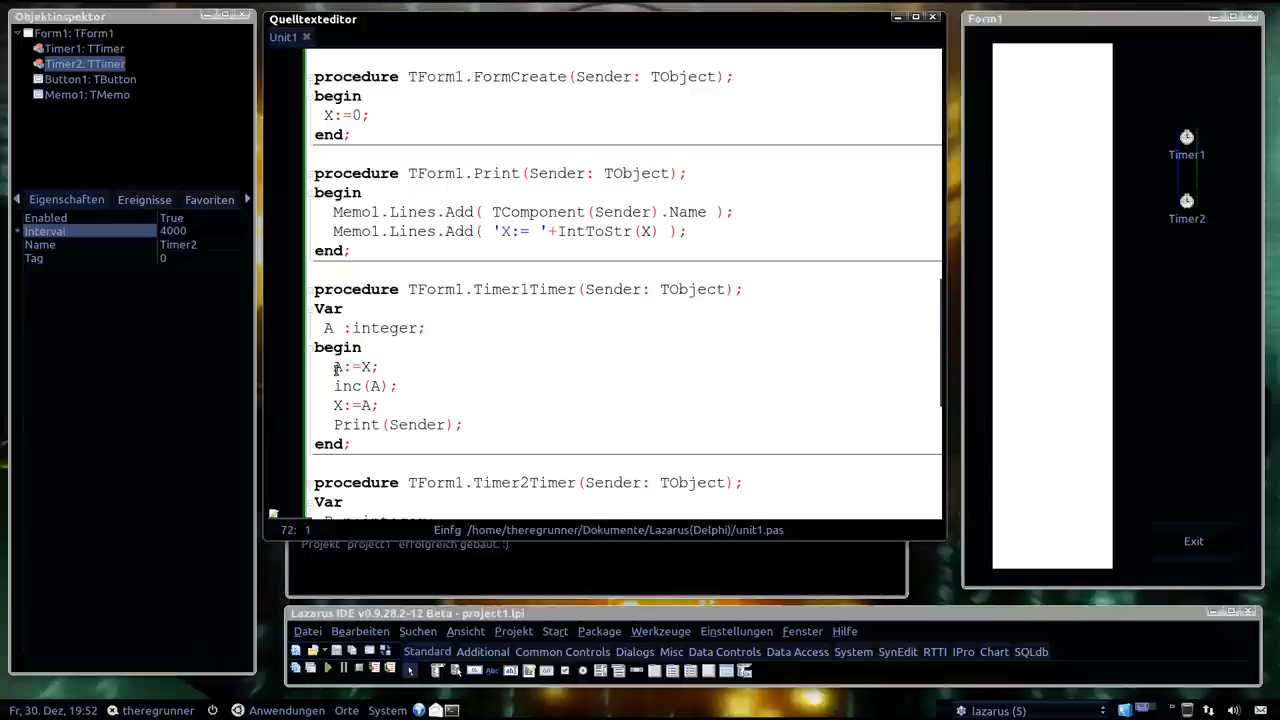 Objektinspektor
Form1: TForm1
Timer1: TTimer
Timer2: TTimer
Button1: TButton
Memo1: TMemo
Eigenschaften Ereignisse Favoriten
Enabled True
Interval 4000
Name Timer2
Tag 0
Quelltexteditor
Unit1
procedure TForm1.FormCreate(Sender: TObject);
begin
X:=0;
end;
procedure TForm1.Print(Sender: TObject);
begin
Memo1.Lines.Add( TComponent(Sender).Name );
Memo1.Lines.Add( 'X:= '+IntToStr(X) );
end;
procedure TForm1.Timer1Timer(Sender: TObject);
Var
A :integer;
begin
A:=X;
inc(A);
X:=A;
Print(Sender);
end;
procedure TForm1.Timer2Timer(Sender: TObject);
Var
72: 1 Einfg /home/theregrunner/Dokumente/Lazarus(Delphi)/unit1.pas
Projekt "project1" erfolgreich gebaut. :)
Form1
Timer1
Timer2
Exit
Lazarus IDE v0.9.28.2-12 Beta - project1.lpi
Datei Bearbeiten Suchen Ansicht Projekt Start Package Werkzeuge Einstellungen Fenster Hilfe
Standard Additional Common Controls Dialogs Misc Data Controls Data Access System SynEdit RTTI IPro Chart SQLdb
Fr, 30. Dez, 19:52 theregrunner Anwendungen Orte System lazarus (5)